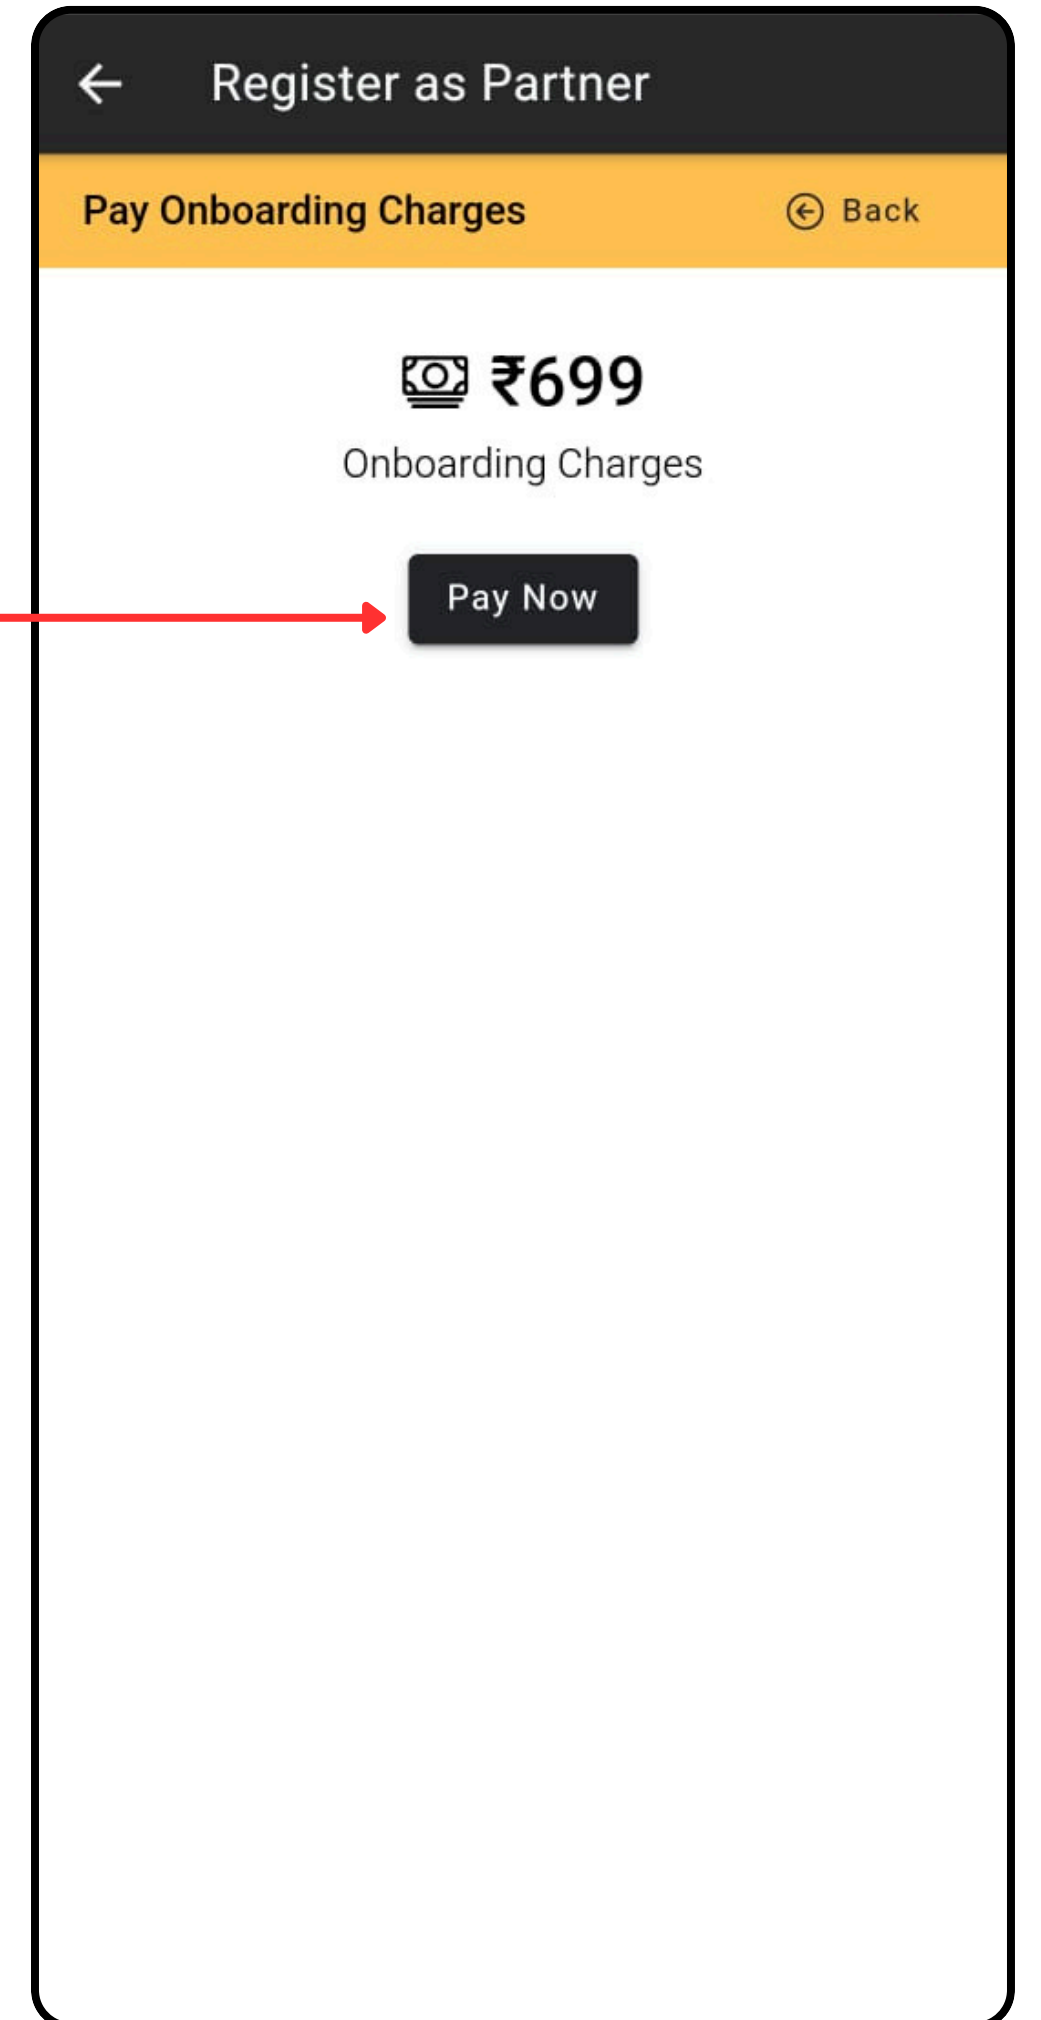 Register as Partner
Pay Onboarding Charges
Back
₹699
Onboarding Charges
Pay Now